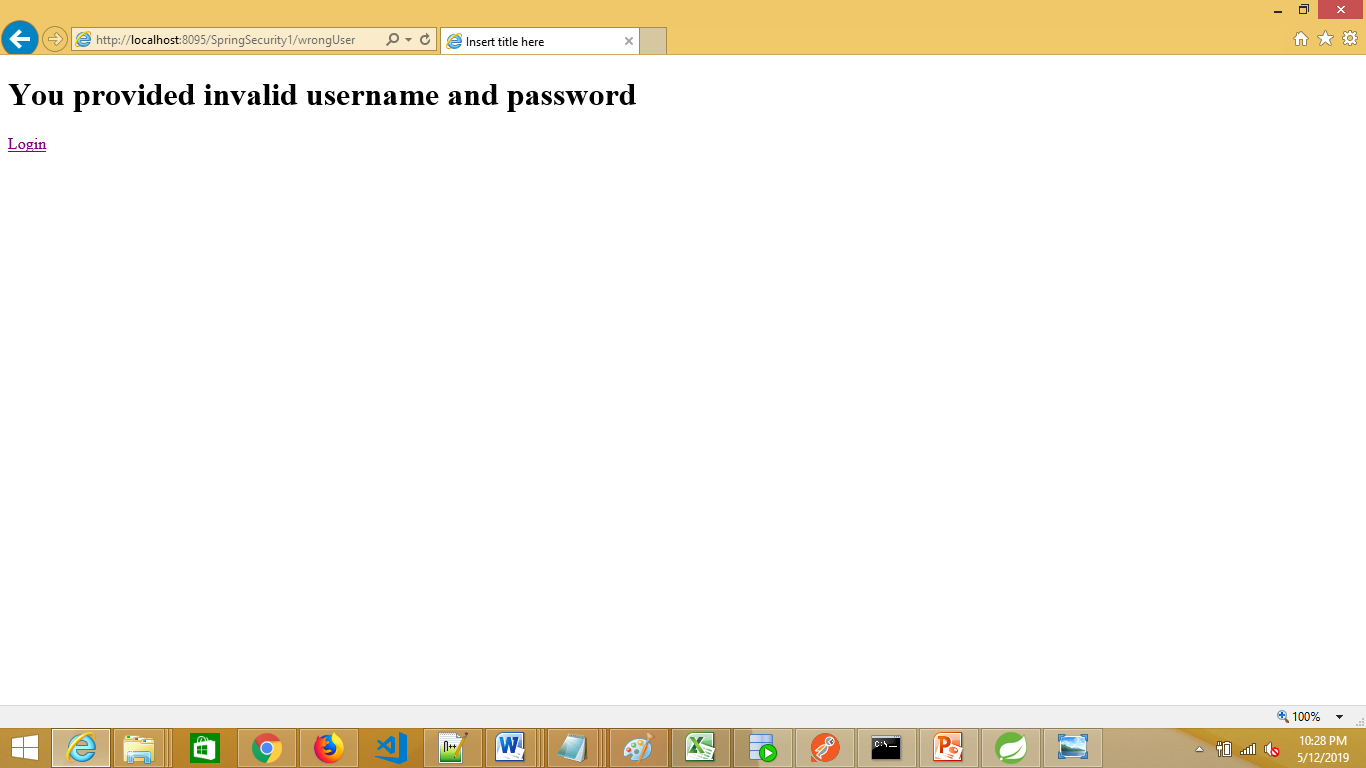 http://localhost:8095/SpringSecurity1/wrongUser
Insert title here
You provided invalid username and password
Login
100%
10:28 PM
5/12/2019